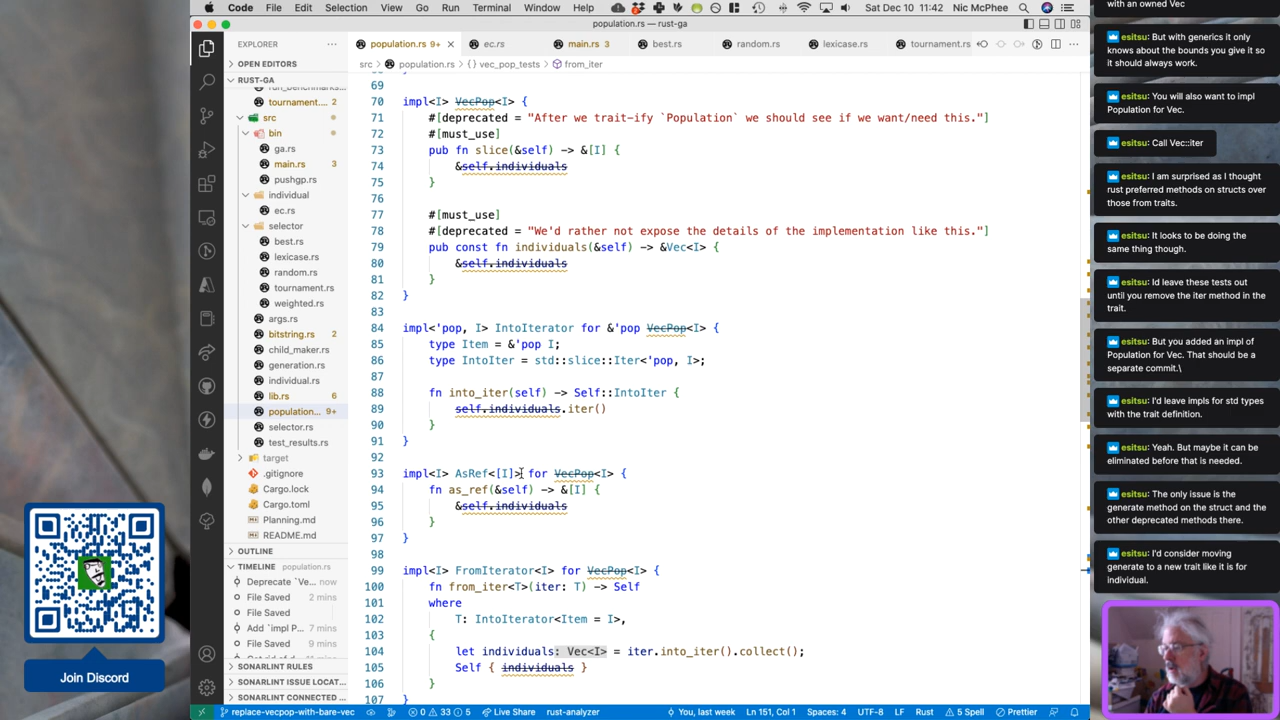 Code File Edit Selection View Go Run Terminal Window Help
Sat Dec 10 11:42 Nic McPhee
population.rs — rust-ga
EXPLORER
OPEN EDITORS
RUST-GA
run_benchmarks...
tournament.... 2
src
bin
ga.rs
main.rs 3
pushgp.rs
individual
ec.rs
selector
best.rs
lexicase.rs
random.rs
tournament.rs
weighted.rs
args.rs
bitstring.rs 2
child_maker.rs
generation.rs
individual.rs
lib.rs 6
population... 9+
selector.rs
test_results.rs
target
.gitignore
Cargo.lock
Cargo.toml
Planning.md
README.md
OUTLINE
TIMELINE population.rs
Deprecate `Ve... now
File Saved 2 mins
File Saved
Add `impl P... 7 mins
File Saved 9 mins
SONARLINT RULES
SONARLINT ISSUE LOCAT...
SONARLINT CONNECTED ...
population.rs 9+ ec.rs main.rs 3 best.rs random.rs lexicase.rs tournament.rs
src > population.rs > {} vec_pop_tests > from_iter
69
70 impl<I> VecPop<I> {
71 #[deprecated = "After we trait-ify `Population` we should see if we want/need this."]
72 #[must_use]
73 pub fn slice(&self) -> &[I] {
74 &self.individuals
75 }
76
77 #[must_use]
78 #[deprecated = "We'd rather not expose the details of the implementation like this."]
79 pub const fn individuals(&self) -> &Vec<I> {
80 &self.individuals
81 }
82 }
83
84 impl<'pop, I> IntoIterator for &'pop VecPop<I> {
85 type Item = &'pop I;
86 type IntoIter = std::slice::Iter<'pop, I>;
87
88 fn into_iter(self) -> Self::IntoIter {
89 self.individuals.iter()
90 }
91 }
92
93 impl<I> AsRef<[I]> for VecPop<I> {
94 fn as_ref(&self) -> &[I] {
95 &self.individuals
96 }
97 }
98
99 impl<I> FromIterator<I> for VecPop<I> {
100 fn from_iter<T>(iter: T) -> Self
101 where
102 T: IntoIterator<Item = I>,
103 {
104 let individuals: Vec<I> = iter.into_iter().collect();
105 Self { individuals }
106 }
107 }
replace-vecpop-with-bare-vec 0 33 5 Live Share rust-analyzer You, last week Ln 151, Col 1 Spaces: 4 UTF-8 LF Rust 5 Spell Prettier
Join Discord
with an owned Vec
esitsu: But with generics it only
knows about the bounds you give it so
it should always work.
esitsu: You will also want to impl
Population for Vec.
esitsu: Call Vec::iter
esitsu: I am surprised as I thought
rust preferred methods on structs over
those from traits.
esitsu: It looks to be doing the
same thing though.
esitsu: Id leave these tests out
until you remove the iter method in the
trait.
esitsu: But you added an impl of
Population for Vec. That should be a
separate commit.\
esitsu: I'd leave impls for std types
with the trait definition.
esitsu: Yeah. But maybe it can be
eliminated before that is needed.
esitsu: The only issue is the
generate method on the struct and the
other deprecated methods there.
esitsu: I'd consider moving
generate to a new trait like it is for
individual.